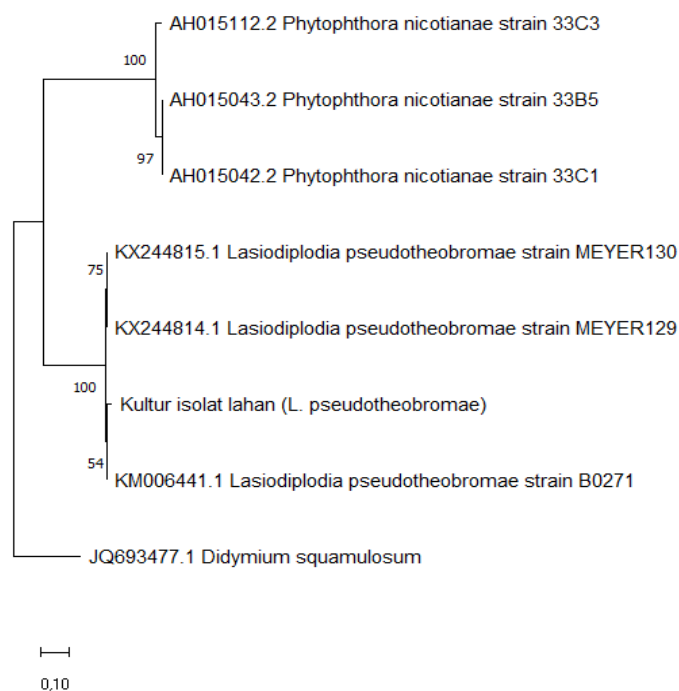 AH015112.2 Phytophthora nicotianae strain 33C3
100
AH015043.2 Phytophthora nicotianae strain 33B5
97
AH015042.2 Phytophthora nicotianae strain 33C1
KX244815.1 Lasiodiplodia pseudotheobromae strain MEYER130
75
KX244814.1 Lasiodiplodia pseudotheobromae strain MEYER129
100
Kultur isolat lahan (L. pseudotheobromae)
54
KM006441.1 Lasiodiplodia pseudotheobromae strain B0271
JQ693477.1 Didymium squamulosum
0,10